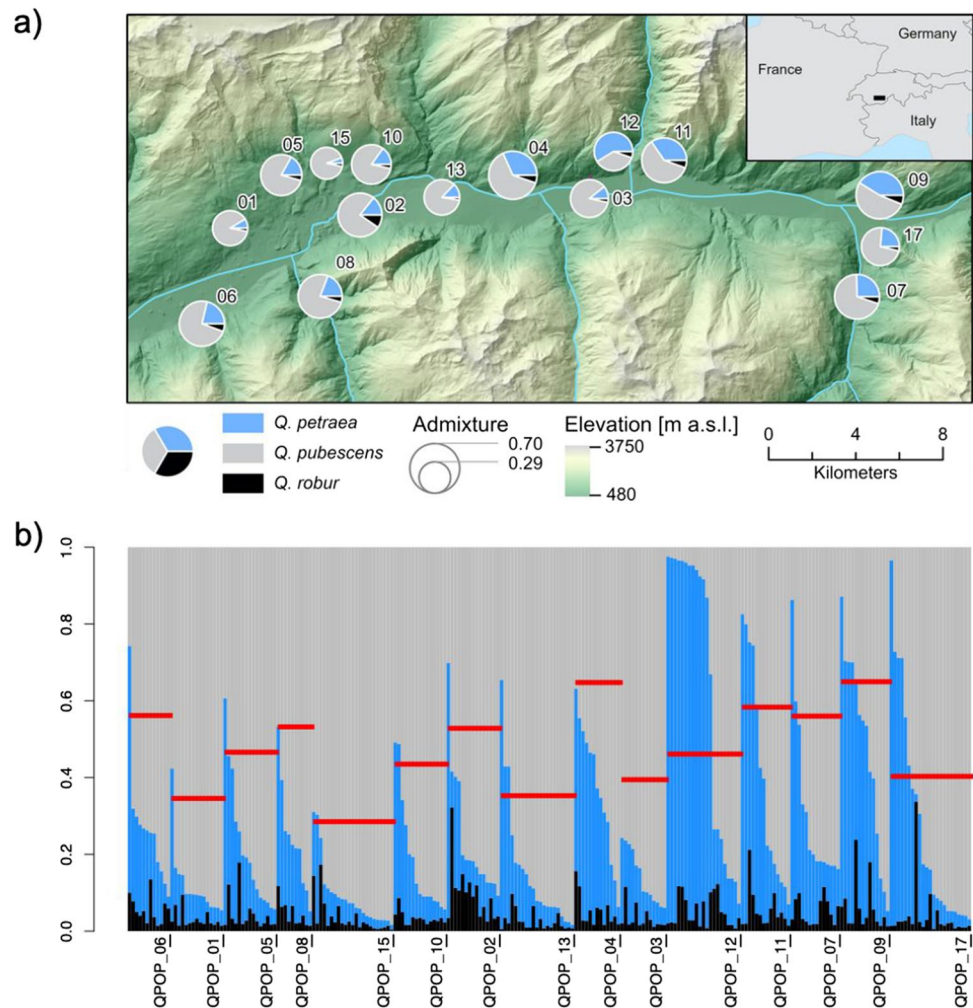 a)
Germany
France
Italy
12
11
15
10
05
04
13
09
03
02
01
17
08
07
06
Q. petraea
Q. pubescens
Q. robur
Admixture
0.70
0.29
Elevation [m a.s.l.]
3750
480
0 4 8
Kilometers
b)
1.0
0.8
0.6
0.4
0.2
0.0
QPOP_06
QPOP_01
QPOP_05
QPOP_08
QPOP_15
QPOP_10
QPOP_02
QPOP_13
QPOP_04
QPOP_03
QPOP_12
QPOP_11
QPOP_07
QPOP_09
QPOP_17